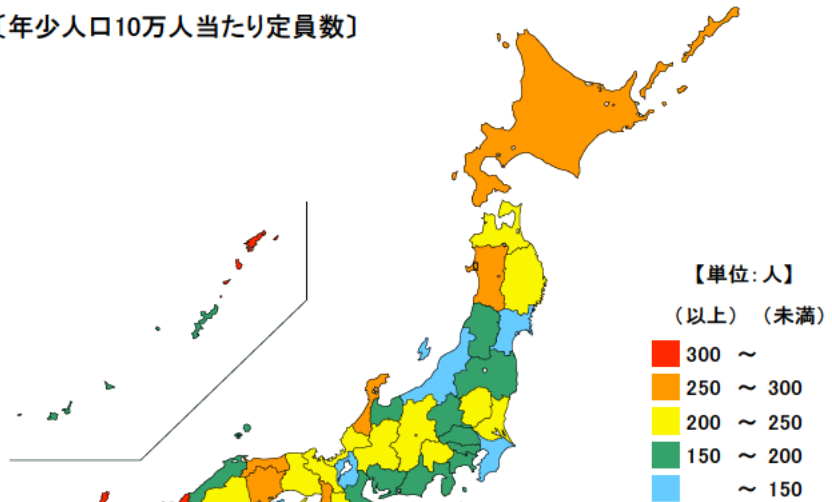 〔年少人口10万人当たり定員数〕
【単位:人】
(以上) (未満)
300 ~
250 ~ 300
200 ~ 250
150 ~ 200
~ 150